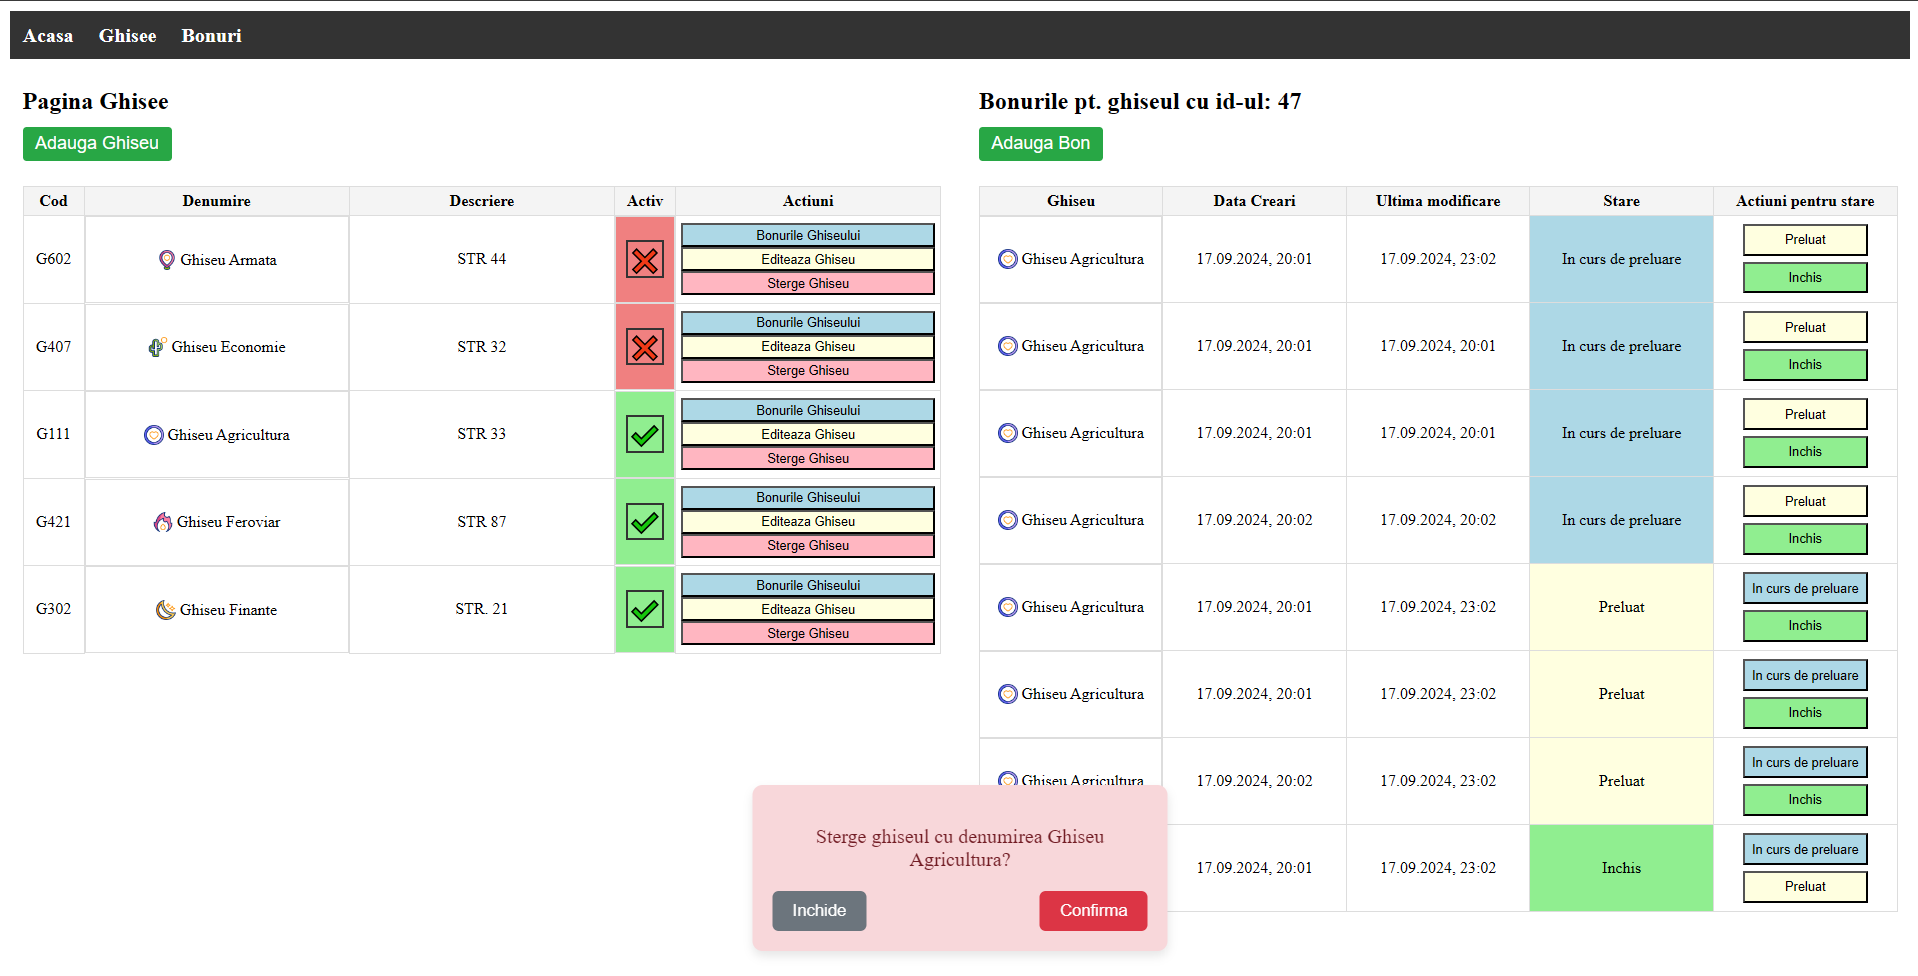 Acasa Ghisee Bonuri
Pagina Ghisee
Adauga Ghiseu
Cod Denumire Descriere Activ Actiuni
G602 Ghiseu Armata STR 44
Bonurile Ghiseului
Editeaza Ghiseu
Sterge Ghiseu
G407 Ghiseu Economie STR 32
Bonurile Ghiseului
Editeaza Ghiseu
Sterge Ghiseu
G111 Ghiseu Agricultura STR 33
Bonurile Ghiseului
Editeaza Ghiseu
Sterge Ghiseu
G421 Ghiseu Feroviar STR 87
Bonurile Ghiseului
Editeaza Ghiseu
Sterge Ghiseu
G302 Ghiseu Finante STR. 21
Bonurile Ghiseului
Editeaza Ghiseu
Sterge Ghiseu
Bonurile pt. ghiseul cu id-ul: 47
Adauga Bon
Ghiseu Data Creari Ultima modificare Stare Actiuni pentru stare
Ghiseu Agricultura 17.09.2024, 20:01 17.09.2024, 23:02 In curs de preluare
Preluat
Inchis
Ghiseu Agricultura 17.09.2024, 20:01 17.09.2024, 20:01 In curs de preluare
Preluat
Inchis
Ghiseu Agricultura 17.09.2024, 20:01 17.09.2024, 20:01 In curs de preluare
Preluat
Inchis
Ghiseu Agricultura 17.09.2024, 20:02 17.09.2024, 20:02 In curs de preluare
Preluat
Inchis
Ghiseu Agricultura 17.09.2024, 20:01 17.09.2024, 23:02 Preluat
In curs de preluare
Inchis
Ghiseu Agricultura 17.09.2024, 20:01 17.09.2024, 23:02 Preluat
In curs de preluare
Inchis
Ghiseu Agricultura 17.09.2024, 20:02 17.09.2024, 23:02 Preluat
In curs de preluare
Inchis
17.09.2024, 20:01 17.09.2024, 23:02 Inchis
In curs de preluare
Preluat
Sterge ghiseul cu denumirea Ghiseu
Agricultura?
Inchide Confirma